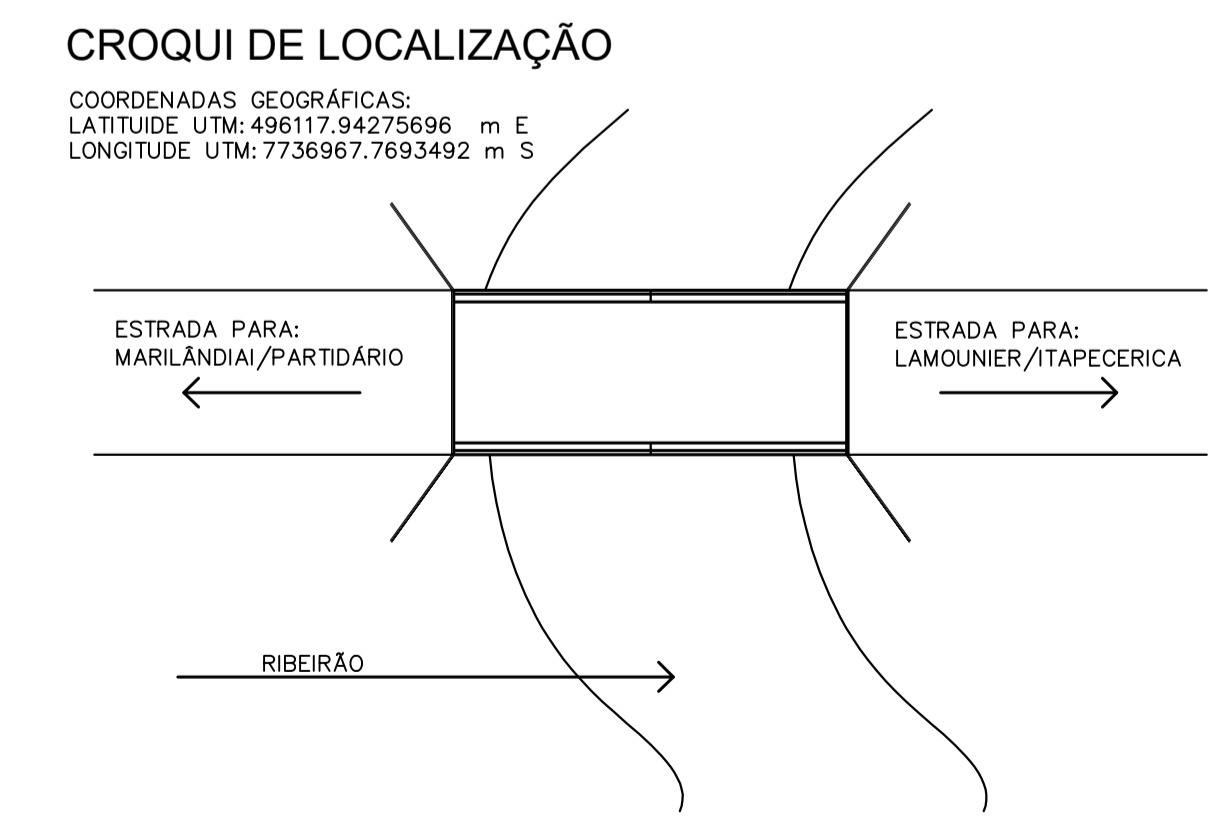 CROQUI DE LOCALIZAÇÃO
COORDENADAS GEOGRÁFICAS:
LATITUIDE UTM: 496117.94275696 m E
LONGITUDE UTM: 7736967.7693492 m S
ESTRADA PARA:
MARILÂNDIAI/PARTIDÁRIO
ESTRADA PARA:
LAMOUNIER/ITAPECERICA
RIBEIRÃO